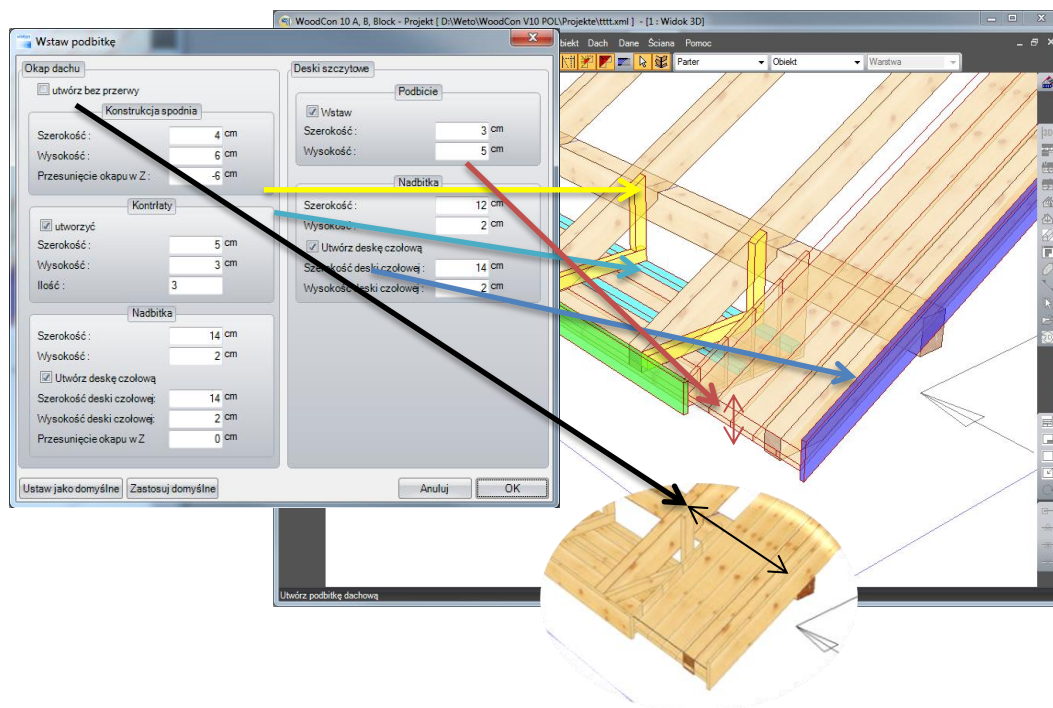 WoodCon 10 A, B, Block - Projekt [ D:\Weto\WoodCon V10 POL\Projekte\tttt.xml ] - [1 : Widok 3D]
biekt Dach Dane Ściana Pomoc
Parter Obiekt Warstwa
Wstaw podbitkę
Okap dachu
utwórz bez przerwy
Konstrukcja spodnia
Szerokość : 4 cm
Wysokość : 6 cm
Przesunięcie okapu w Z : -6 cm
Kontrłaty
utworzyć
Szerokość : 5 cm
Wysokość : 3 cm
Ilość : 3
Nadbitka
Szerokość : 14 cm
Wysokość : 2 cm
Utwórz deskę czołową
Szerokość deski czołowej: 14 cm
Wysokość deski czołowej: 2 cm
Przesunięcie okapu w Z 0 cm
Deski szczytowe
Podbicie
Wstaw
Szerokość : 3 cm
Wysokość : 5 cm
Nadbitka
Szerokość : 12 cm
Wysokość : 2 cm
Utwórz deskę czołową
Szerokość deski czołowej : 14 cm
Wysokość deski czołowej : 2 cm
Ustaw jako domyślne Zastosuj domyślne Anuluj OK
Utwórz podbitkę dachową